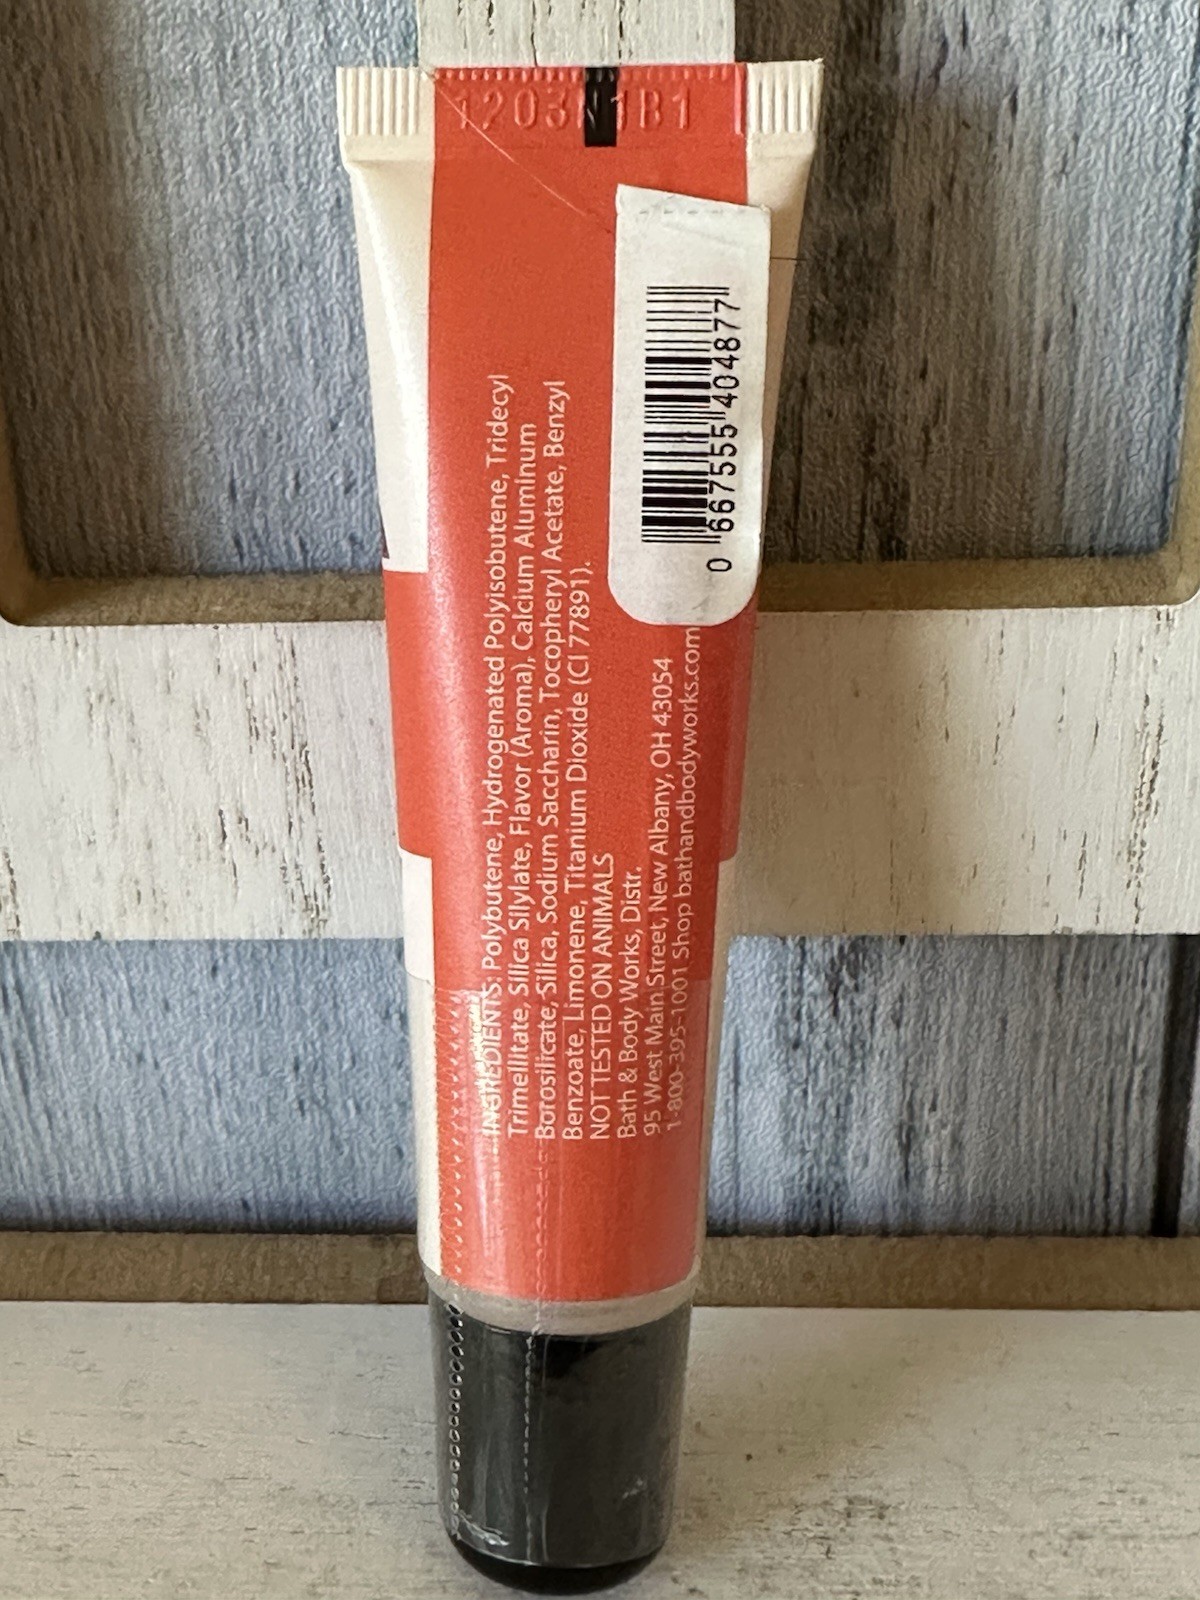 INGREDIENTS: Polybutene, Hydrogenated Polyisobutene, Tridecyl
Trimellitate, Silica Silylate, Flavor (Aroma), Calcium Aluminum
Borosilicate, Silica, Sodium Saccharin, Tocopheryl Acetate, Benzyl
Benzoate, Limonene, Titanium Dioxide (CI 77891).
NOT TESTED ON ANIMALS
Bath & Body Works, Distr.
95 West Main Street, New Albany, OH 43054
1-800-395-1001 Shop bathandbodyworks.com
0 667555 404877